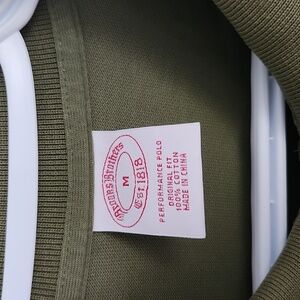 Brooks Brothers
M
Est. 1818
PERFORMANCE POLO
ORIGINAL FIT
100% COTTON
MADE IN CHINA